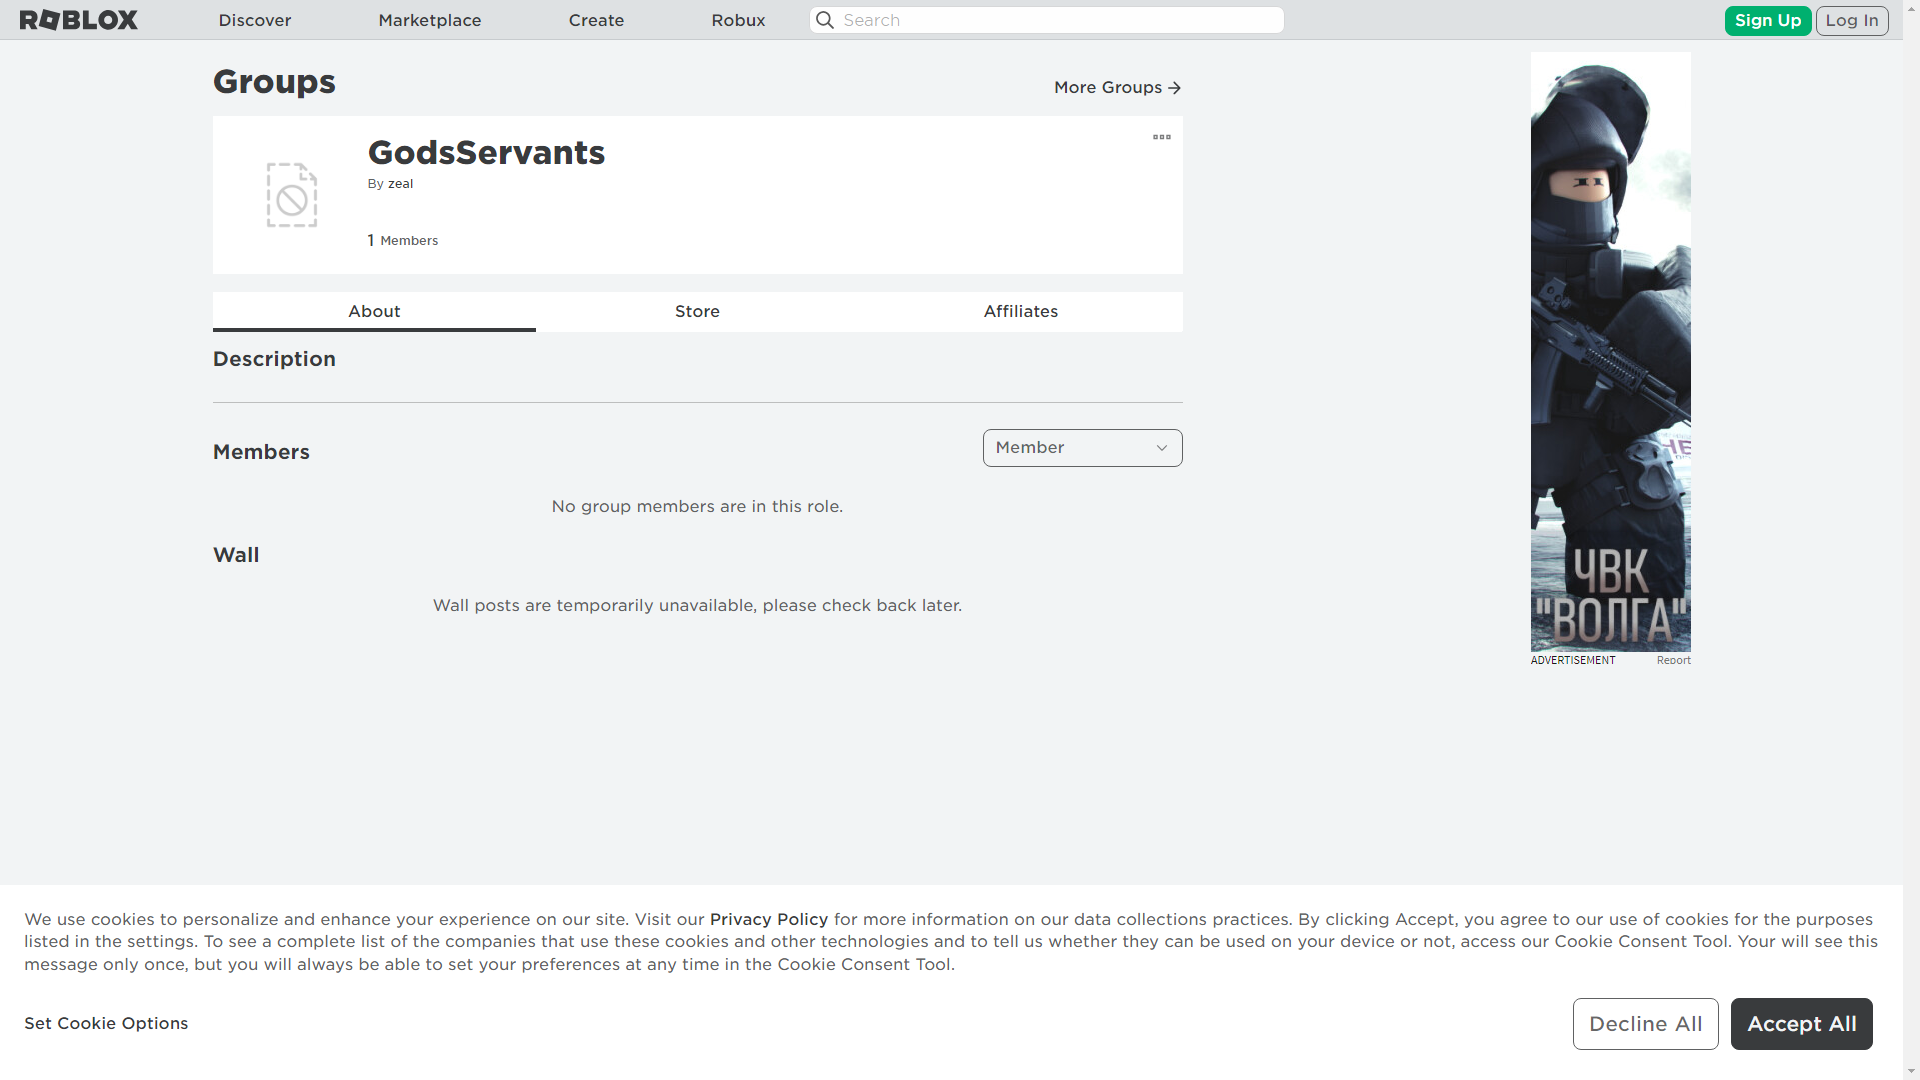 ROBLOX
Discover
Marketplace
Create
Robux
Search
Sign Up
Log In
Groups
More Groups
GodsServants
By zeal
1 Members
About
Store
Affiliates
Description
Members
Member
No group members are in this role.
Wall
Wall posts are temporarily unavailable, please check back later.
ЧВК
"ВОЛГА"
ADVERTISEMENT
Report
We use cookies to personalize and enhance your experience on our site. Visit our Privacy Policy for more information on our data collections practices. By clicking Accept, you agree to our use of cookies for the purposes
listed in the settings. To see a complete list of the companies that use these cookies and other technologies and to tell us whether they can be used on your device or not, access our Cookie Consent Tool. Your will see this
message only once, but you will always be able to set your preferences at any time in the Cookie Consent Tool.
Set Cookie Options
Decline All
Accept All